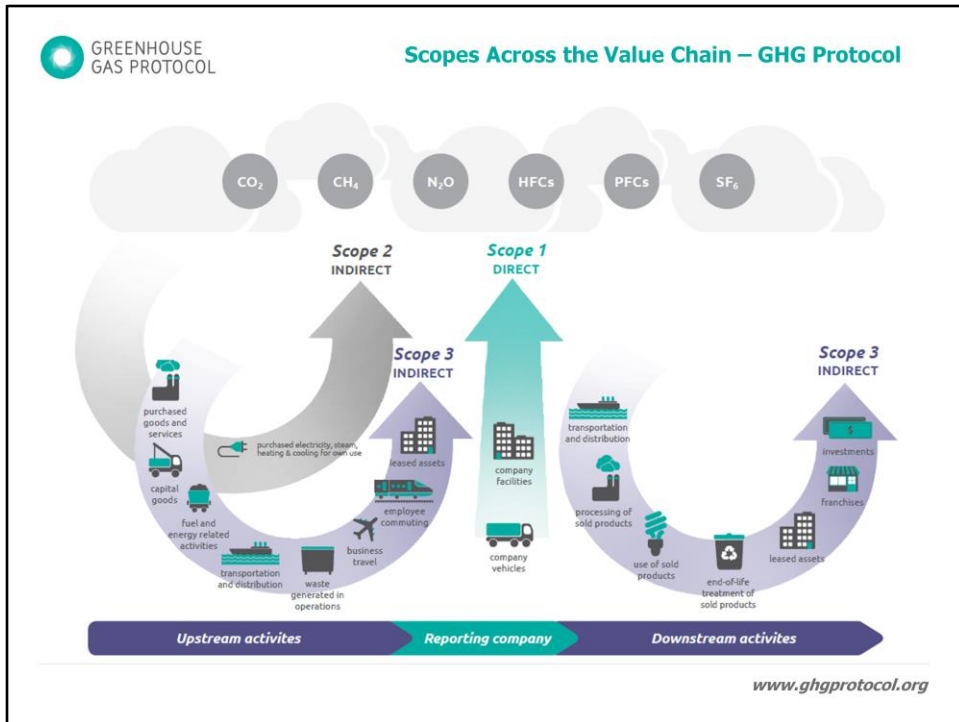 GREENHOUSE
GAS PROTOCOL
Scopes Across the Value Chain – GHG Protocol
CO₂
CH₄
N₂O
HFCs
PFCs
SF₆
Scope 2
INDIRECT
Scope 1
DIRECT
Scope 3
INDIRECT
Scope 3
INDIRECT
purchased
goods and
services
capital
goods
fuel and
energy related
activities
transportation
and distribution
waste
generated in
operations
business
travel
employee
commuting
leased assets
purchased electricity, steam,
heating & cooling for own use
company
facilities
company
vehicles
transportation
and distribution
processing of
sold products
use of sold
products
end-of-life
treatment of
sold products
leased assets
franchises
$
investments
Upstream activites
Reporting company
Downstream activites
www.ghgprotocol.org